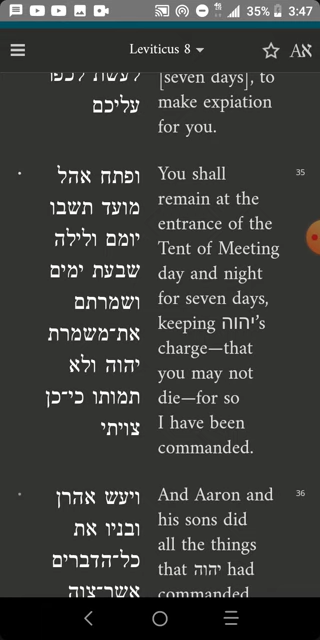 35% 3:47
Leviticus 8
Aא
לעשת לכפר
עליכם
[seven days], to
make expiation
for you.
ופתח אהל
מועד תשבו
יומם ולילה
שבעת ימים
ושמרתם
את־משמרת
יהוה ולא
תמותו כי־כן
צויתי
You shall
remain at the
entrance of the
Tent of Meeting
day and night
for seven days,
keeping יהוה's
charge—that
you may not
die—for so
I have been
commanded.
35
ויעש אהרן
ובניו את
כל־הדברים
אשר־צוה
And Aaron and
his sons did
all the things
that יהוה had
commanded
36